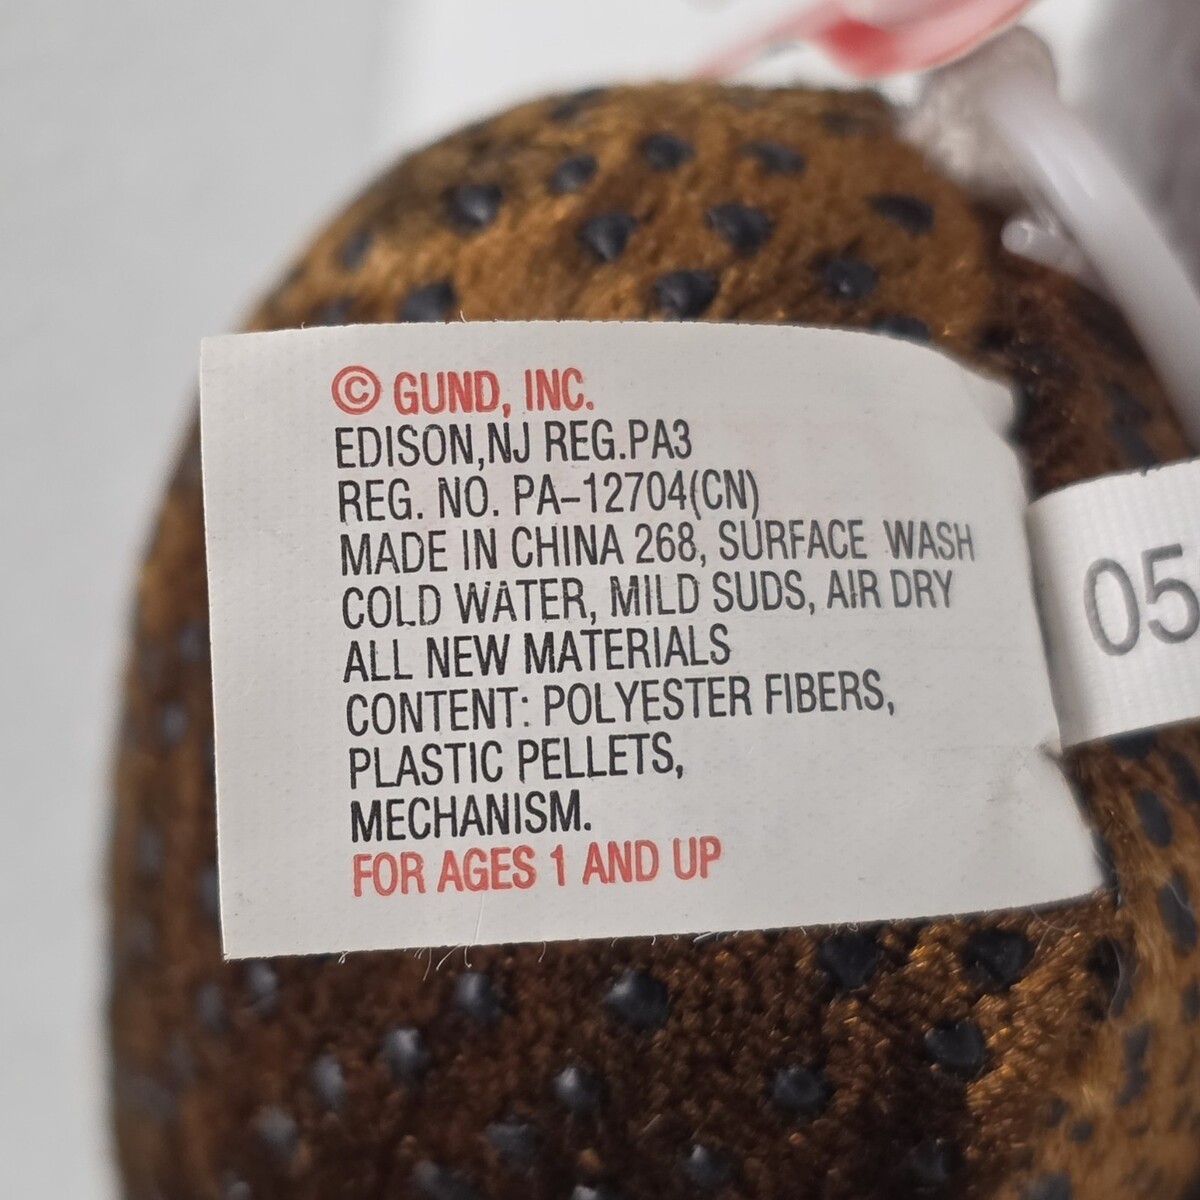 © GUND, INC.
EDISON,NJ REG.PA3
REG. NO. PA-12704(CN)
MADE IN CHINA 268, SURFACE WASH
COLD WATER, MILD SUDS, AIR DRY
ALL NEW MATERIALS
CONTENT: POLYESTER FIBERS,
PLASTIC PELLETS,
MECHANISM.
FOR AGES 1 AND UP
05